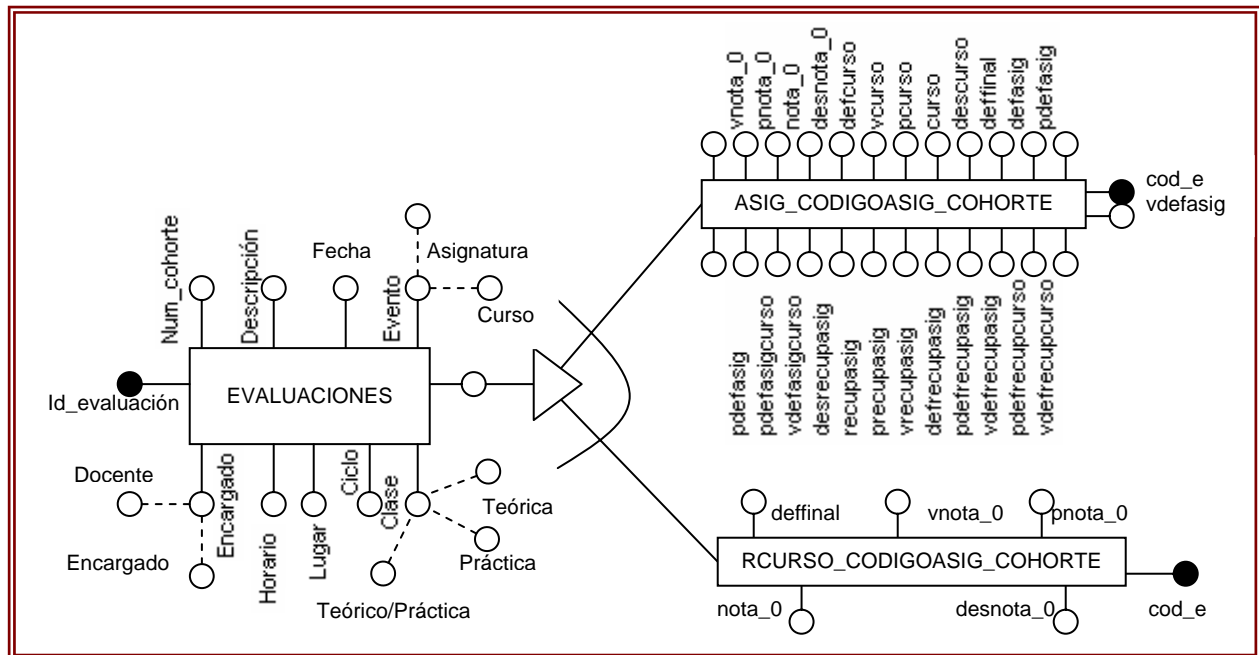 vnota_0
pnota_0
nota_0
desnota_0
defcurso
vcurso
pcurso
curso
descurso
deffinal
defasig
pdefasig
ASIG_CODIGOASIG_COHORTE
cod_e
vdefasig
pdefasig
pdefasigcurso
vdefasigcurso
desrecupasig
recupasig
precupasig
vrecupasig
defrecupasig
pdefrecupasig
vdefrecupasig
pdefrecupcurso
vdefrecupcurso
Num_cohorte
Descripción
Fecha
Evento
Asignatura
Curso
EVALUACIONES
Id_evaluación
Docente
Encargado
Encargado
Horario
Lugar
Ciclo
Clase
Teórica
Práctica
Teórico/Práctica
deffinal
vnota_0
pnota_0
RCURSO_CODIGOASIG_COHORTE
nota_0
desnota_0
cod_e